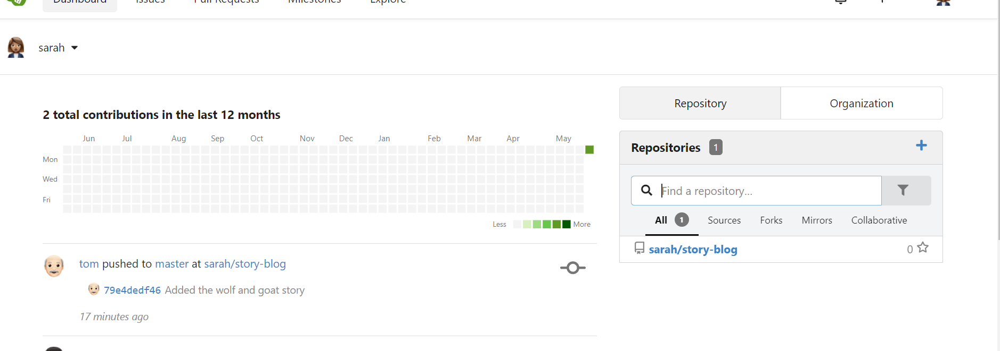 Dashboard Issues Pull Requests Milestones Explore
sarah
2 total contributions in the last 12 months
Jun Jul Aug Sep Oct Nov Dec Jan Feb Mar Apr May
Mon
Wed
Fri
Less More
tom pushed to master at sarah/story-blog
79e4dedf46 Added the wolf and goat story
17 minutes ago
Repository Organization
Repositories 1
Find a repository...
All 1 Sources Forks Mirrors Collaborative
sarah/story-blog 0